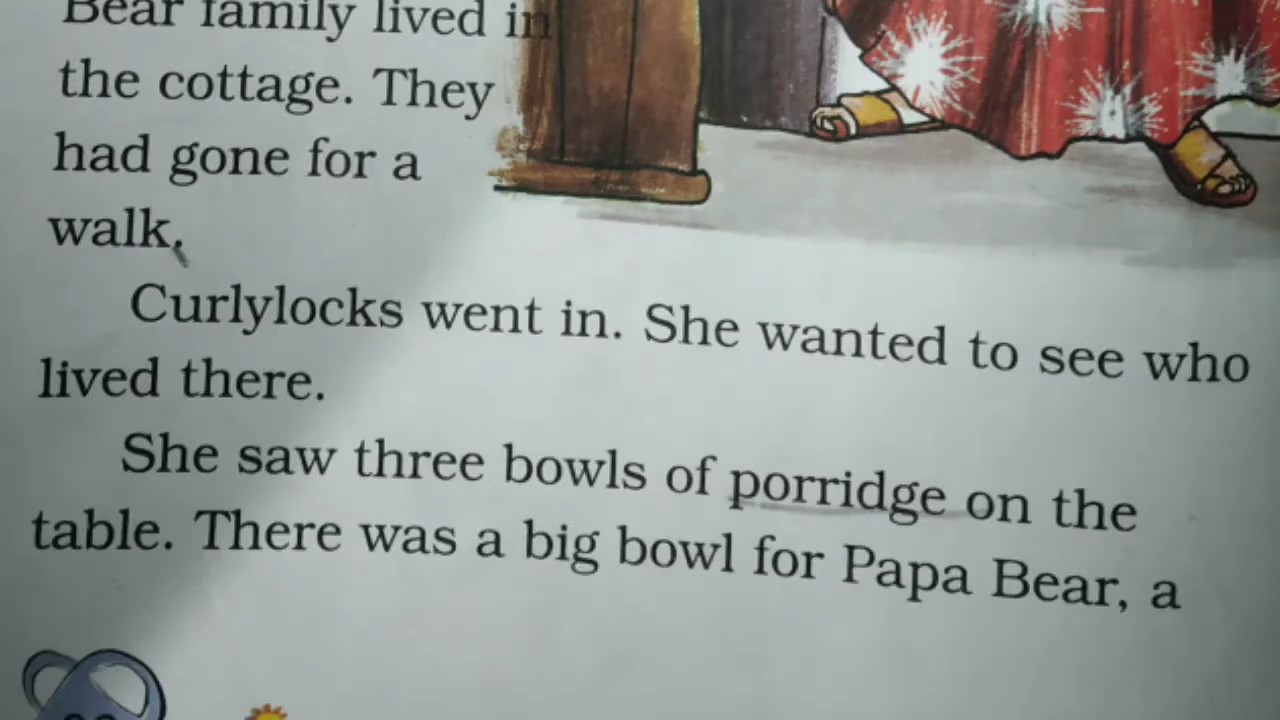 Bear family lived in
the cottage. They
had gone for a
walk.
Curlylocks went in. She wanted to see who
lived there.
She saw three bowls of porridge on the
table. There was a big bowl for Papa Bear, a